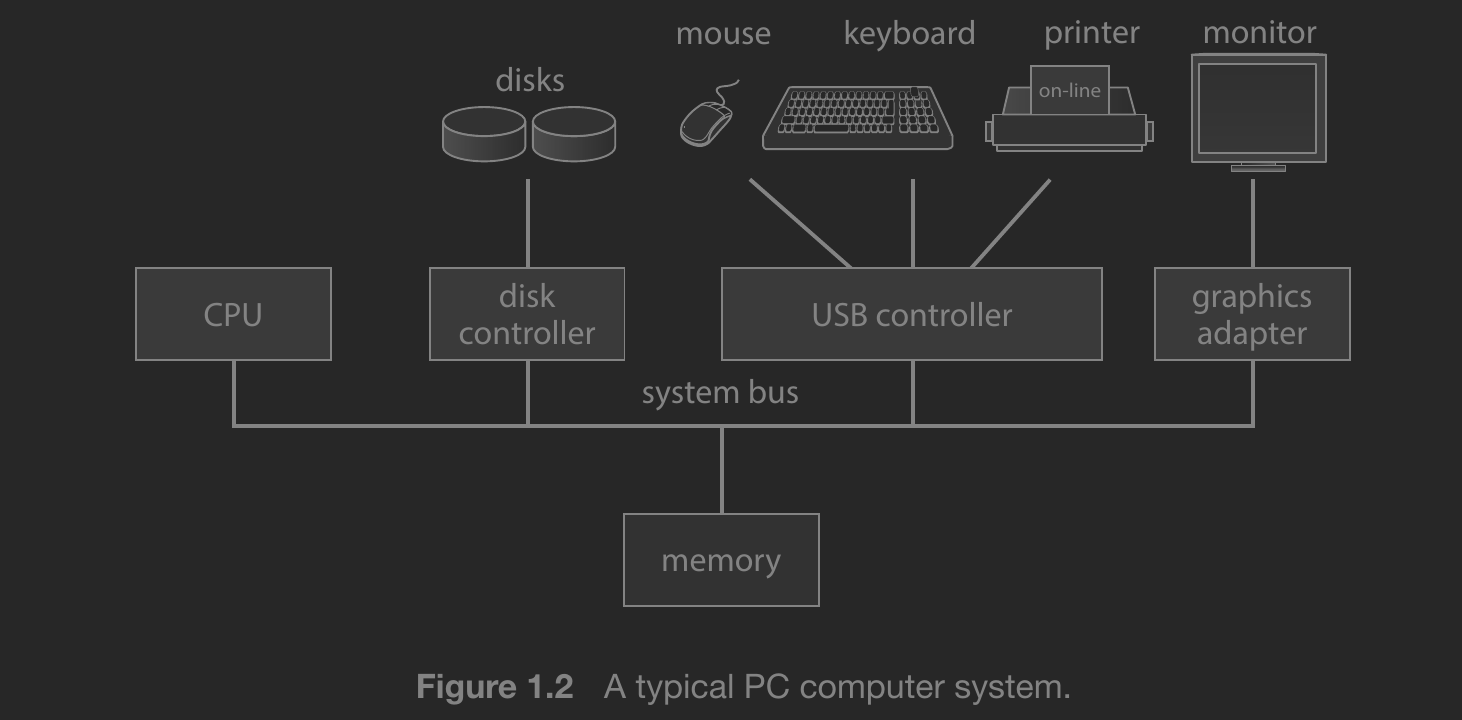 mouse
keyboard
printer
monitor
disks
on-line
CPU
disk
controller
USB controller
graphics
adapter
system bus
memory
Figure 1.2 A typical PC computer system.